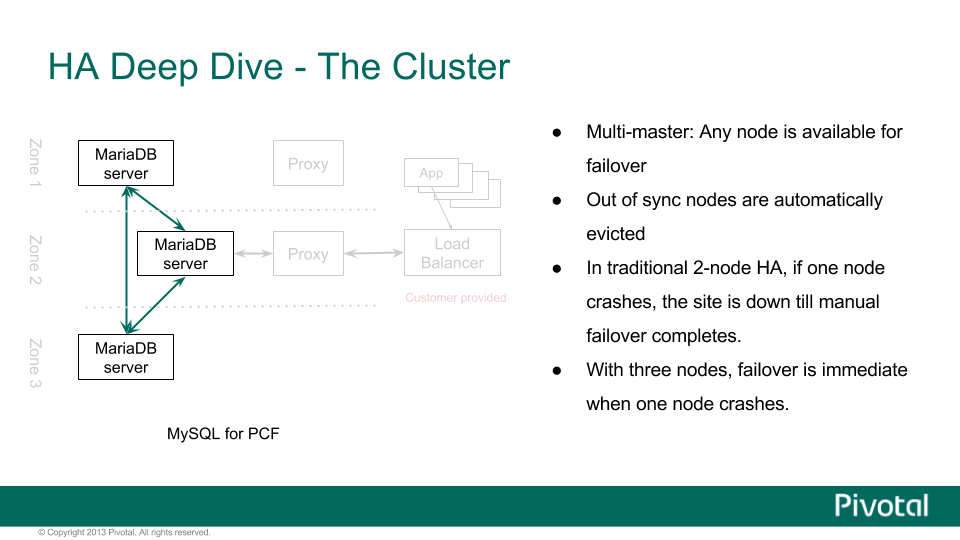 HA Deep Dive - The Cluster
Zone 1
MariaDB
server
Proxy
App
Zone 2
MariaDB
server
Proxy
Load
Balancer
Customer provided
Zone 3
MariaDB
server
MySQL for PCF
● Multi-master: Any node is available for
failover
● Out of sync nodes are automatically
evicted
● In traditional 2-node HA, if one node
crashes, the site is down till manual
failover completes.
● With three nodes, failover is immediate
when one node crashes.
Pivotal
© Copyright 2013 Pivotal. All rights reserved.